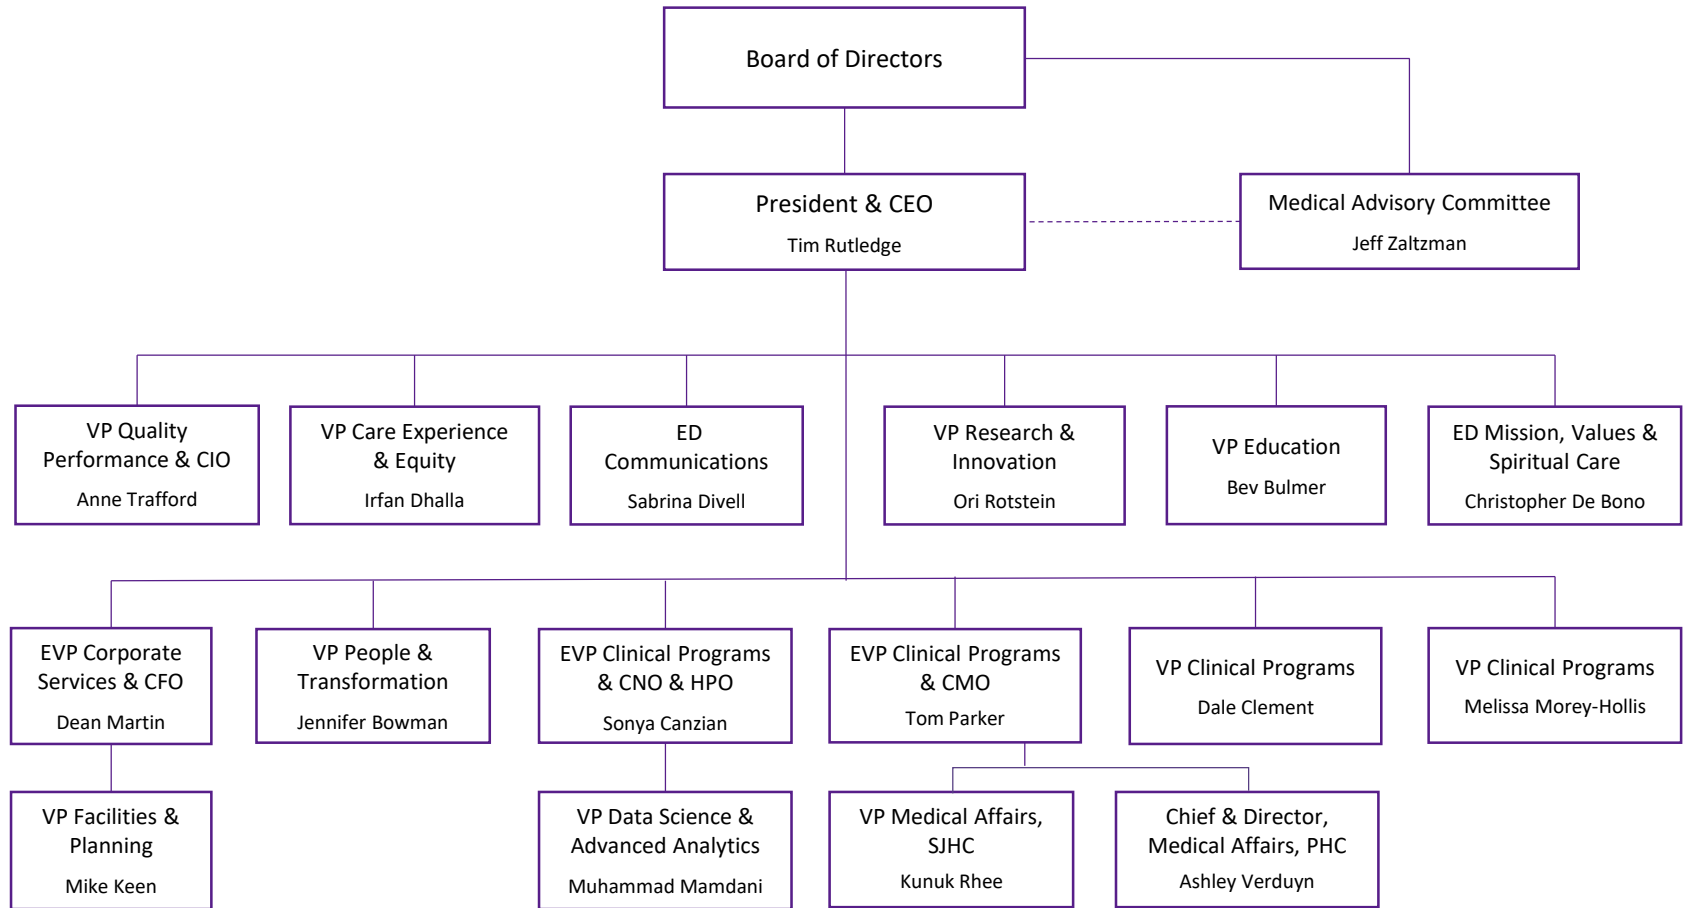 Board of Directors
President & CEO
Tim Rutledge
Medical Advisory Committee
Jeff Zaltzman
VP Quality
Performance & CIO
Anne Trafford
VP Care Experience
& Equity
Irfan Dhalla
ED
Communications
Sabrina Divell
VP Research &
Innovation
Ori Rotstein
VP Education
Bev Bulmer
ED Mission, Values &
Spiritual Care
Christopher De Bono
EVP Corporate
Services & CFO
Dean Martin
VP People &
Transformation
Jennifer Bowman
EVP Clinical Programs
& CNO & HPO
Sonya Canzian
EVP Clinical Programs
& CMO
Tom Parker
VP Clinical Programs
Dale Clement
VP Clinical Programs
Melissa Morey-Hollis
VP Facilities &
Planning
Mike Keen
VP Data Science &
Advanced Analytics
Muhammad Mamdani
VP Medical Affairs,
SJHC
Kunuk Rhee
Chief & Director,
Medical Affairs, PHC
Ashley Verduyn